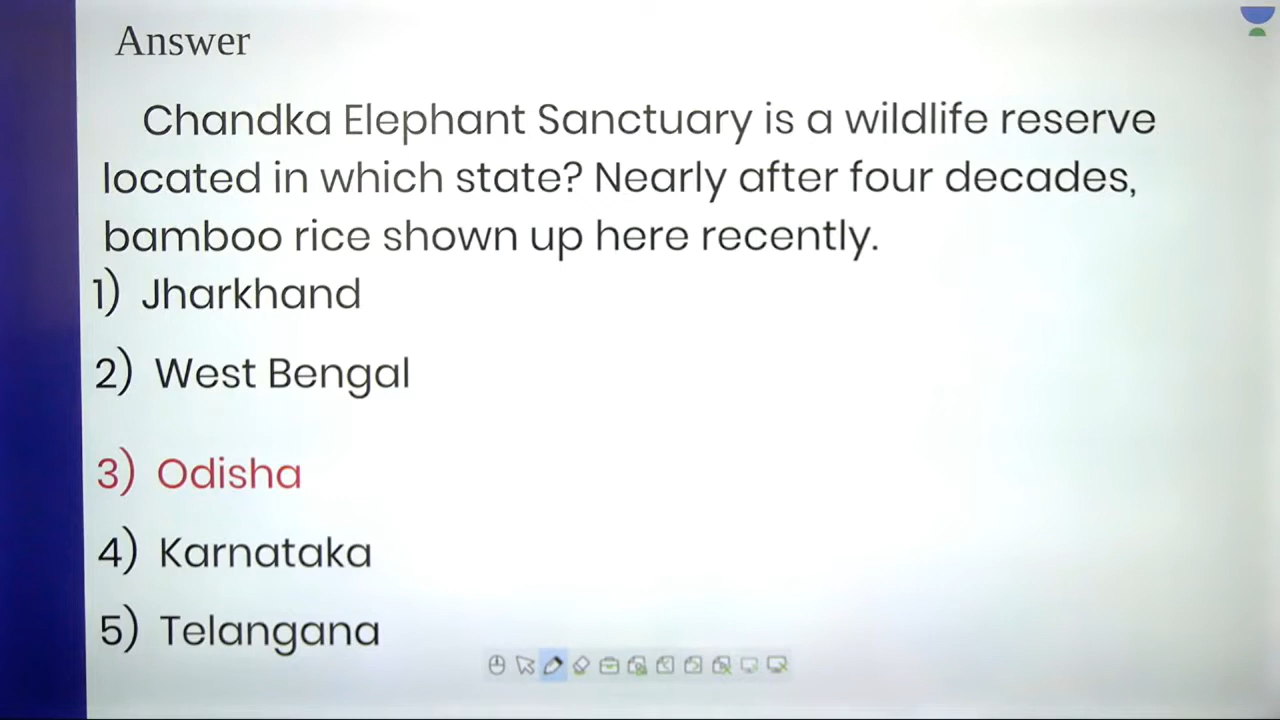 Answer
Chandka Elephant Sanctuary is a wildlife reserve
located in which state? Nearly after four decades,
bamboo rice shown up here recently.
1) Jharkhand
2) West Bengal
3) Odisha
4) Karnataka
5) Telangana